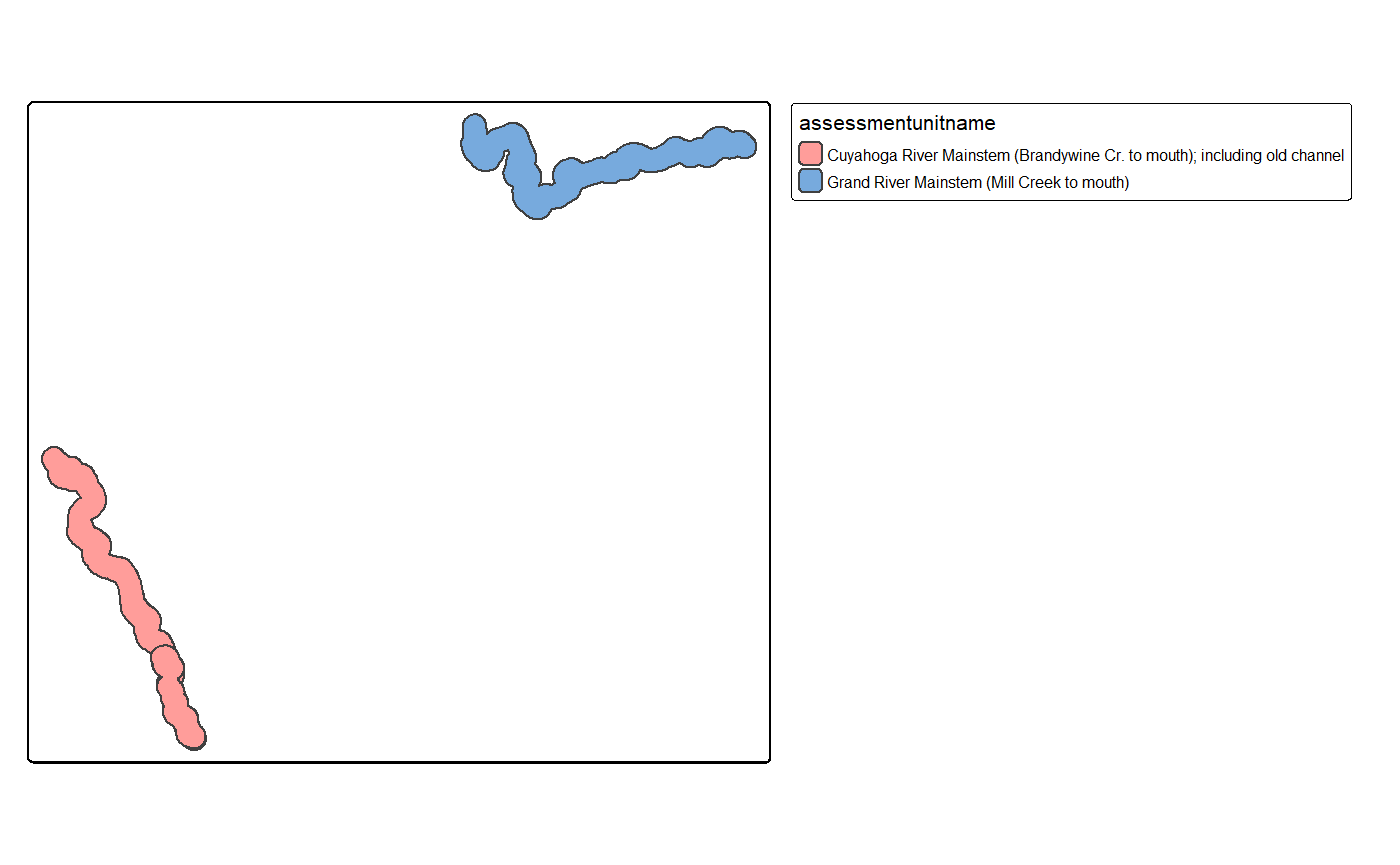 assessmentunitname
Cuyahoga River Mainstem (Brandywine Cr. to mouth); including old channel
Grand River Mainstem (Mill Creek to mouth)